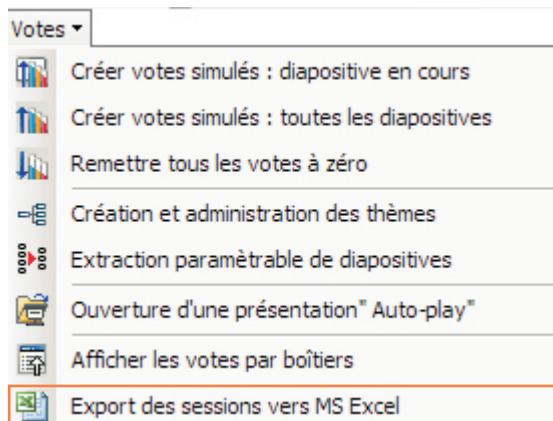 Votes
Créer votes simulés : diapositive en cours
Créer votes simulés : toutes les diapositives
Remettre tous les votes à zéro
Création et administration des thèmes
Extraction paramètrable de diapositives
Ouverture d'une présentation" Auto-play"
Afficher les votes par boîtiers
Export des sessions vers MS Excel